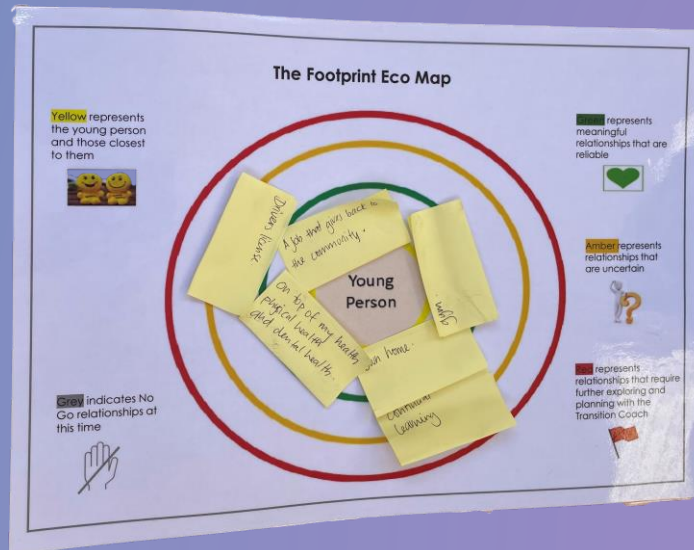 The Footprint Eco Map
Yellow represents
the young person
and those closest
to them
Green represents
meaningful
relationships that are
reliable
Amber represents
relationships
that are uncertain
Red represents
relationships that require
further exploring and
planning with the
Transition Coach
Grey indicates No
Go relationships at
this time
Drivers
A job that gives back to
the community.
On top of my health
physical health
and dental health.
Young
Person
gym.
home.
learning